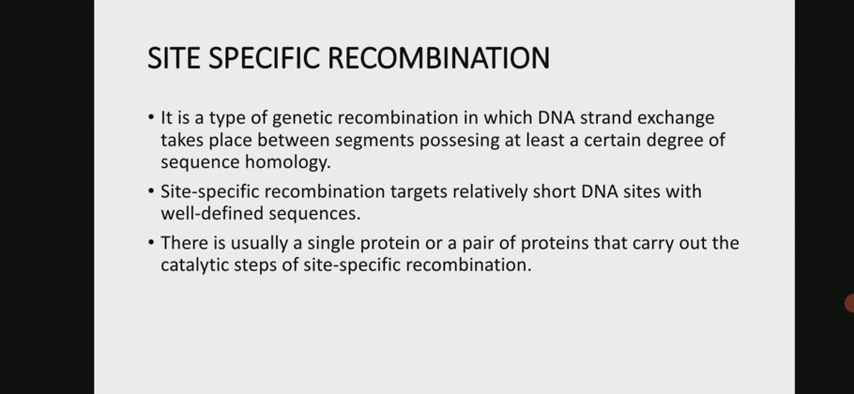 SITE SPECIFIC RECOMBINATION
• It is a type of genetic recombination in which DNA strand exchange
takes place between segments possesing at least a certain degree of
sequence homology.
• Site-specific recombination targets relatively short DNA sites with
well-defined sequences.
• There is usually a single protein or a pair of proteins that carry out the
catalytic steps of site-specific recombination.